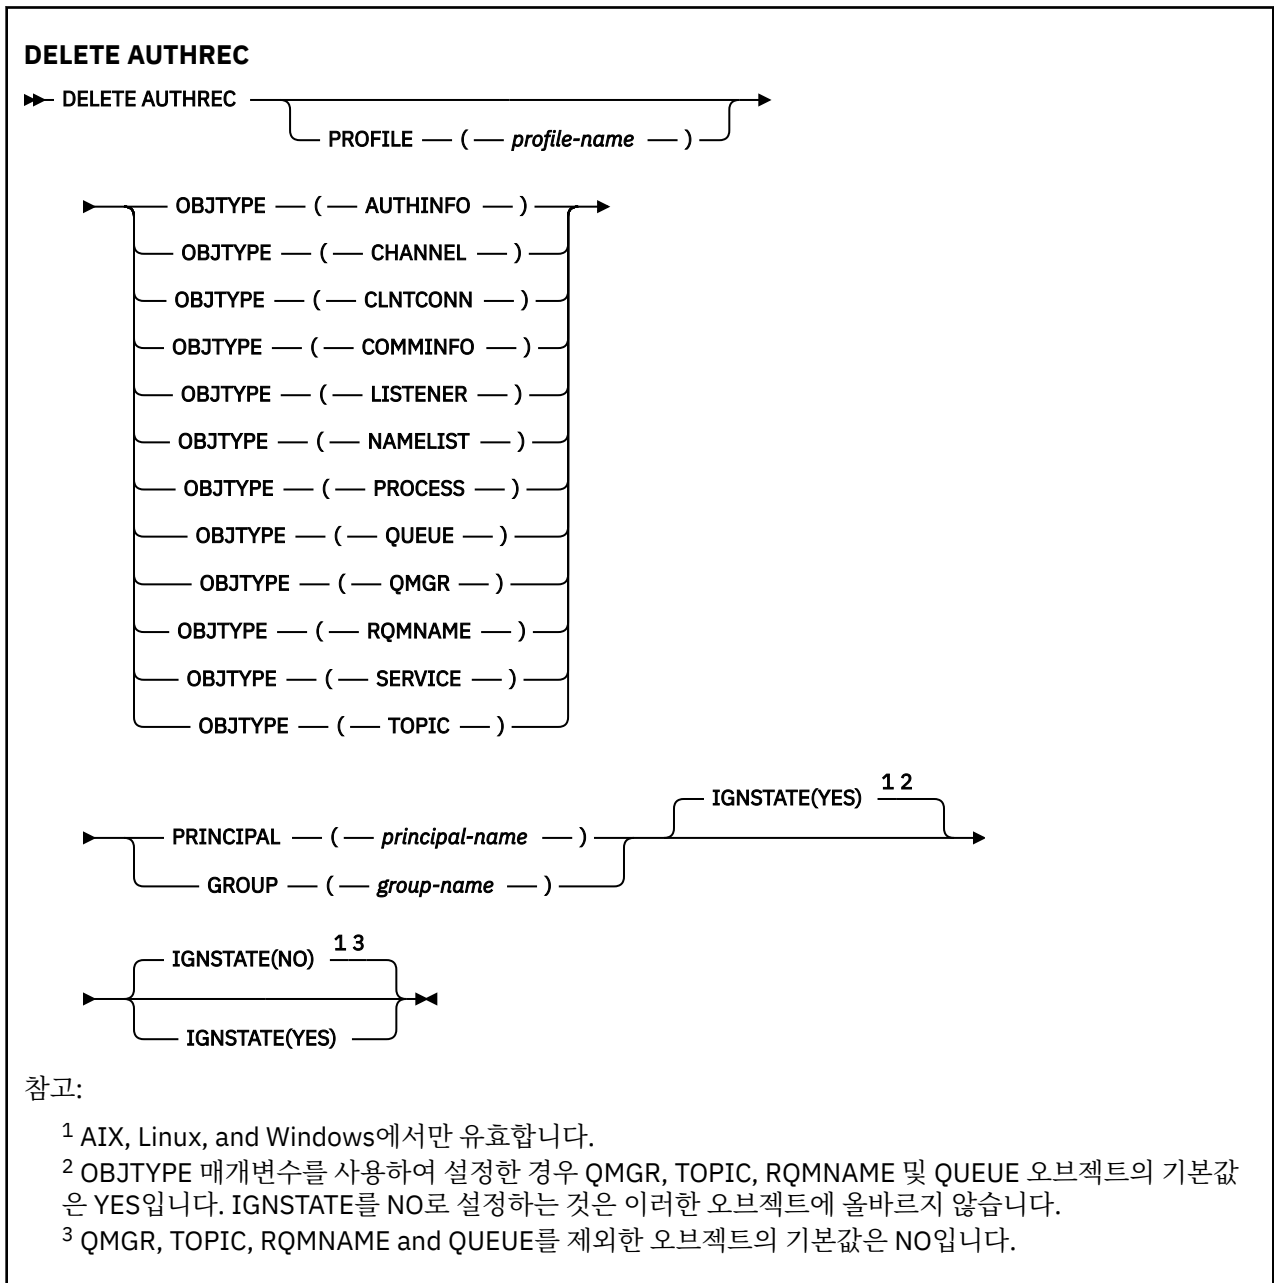 DELETE AUTHREC
DELETE AUTHREC
PROFILE ( profile-name )
OBJTYPE ( AUTHINFO )
OBJTYPE ( CHANNEL )
OBJTYPE ( CLNTCONN )
OBJTYPE ( COMMINFO )
OBJTYPE ( LISTENER )
OBJTYPE ( NAMELIST )
OBJTYPE ( PROCESS )
OBJTYPE ( QUEUE )
OBJTYPE ( QMGR )
OBJTYPE ( RQMNAME )
OBJTYPE ( SERVICE )
OBJTYPE ( TOPIC )
IGNSTATE(YES) 1 2
PRINCIPAL ( principal-name )
GROUP ( group-name )
IGNSTATE(NO) 1 3
IGNSTATE(YES)
참고:
1 AIX, Linux, and Windows에서만 유효합니다.
2 OBJTYPE 매개변수를 사용하여 설정한 경우 QMGR, TOPIC, RQMNAME 및 QUEUE 오브젝트의 기본값
은 YES입니다. IGNSTATE를 NO로 설정하는 것은 이러한 오브젝트에 올바르지 않습니다.
3 QMGR, TOPIC, RQMNAME and QUEUE를 제외한 오브젝트의 기본값은 NO입니다.